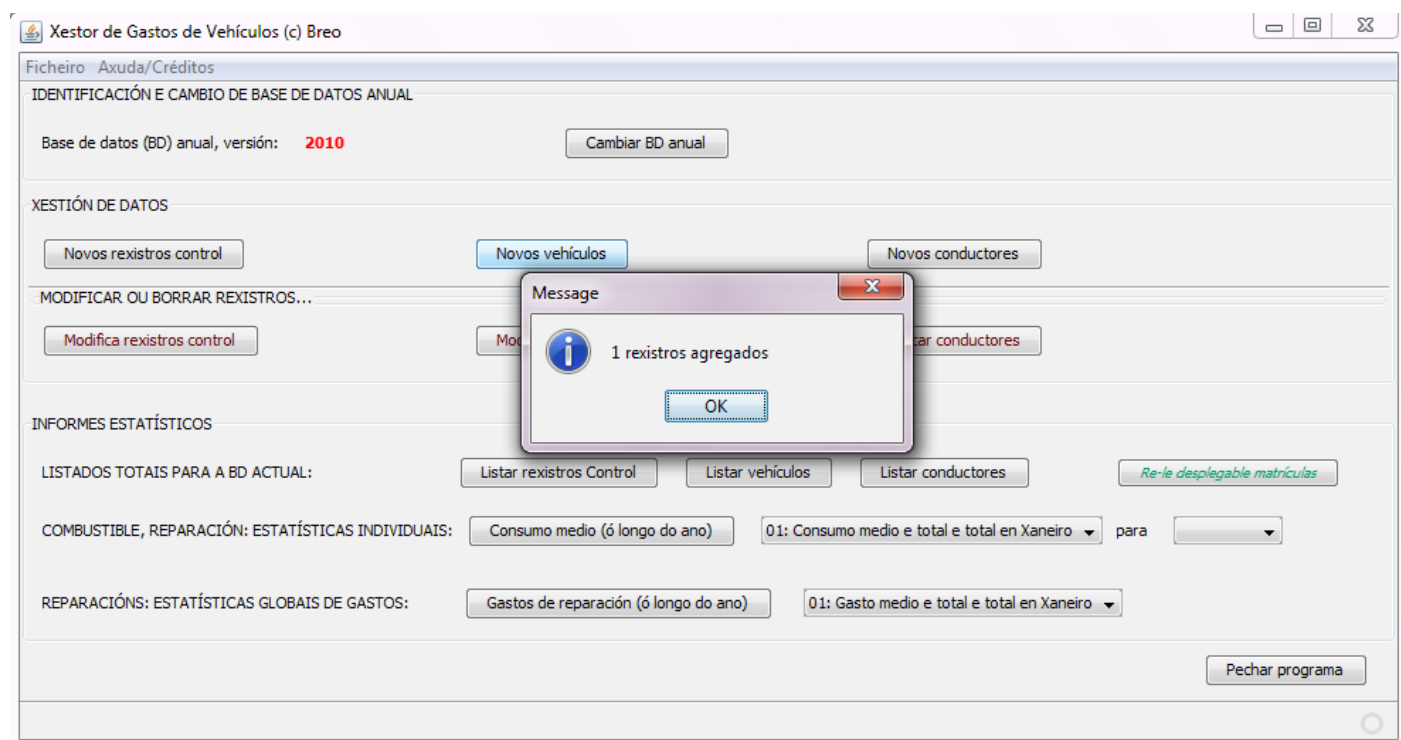 Xestor de Gastos de Vehículos (c) Breo
Ficheiro Axuda/Créditos
IDENTIFICACIÓN E CAMBIO DE BASE DE DATOS ANUAL
Base de datos (BD) anual, versión: 2010 Cambiar BD anual
XESTIÓN DE DATOS
Novos rexistros control Novos vehículos Novos conductores
MODIFICAR OU BORRAR REXISTROS...
Modifica rexistros control
Message
1 rexistros agregados
OK
conductores
INFORMES ESTATÍSTICOS
LISTADOS TOTAIS PARA A BD ACTUAL: Listar rexistros Control Listar vehículos Listar conductores Re-le desplegable matrículas
COMBUSTIBLE, REPARACIÓN: ESTATÍSTICAS INDIVIDUAIS: Consumo medio (ó longo do ano) 01: Consumo medio e total e total en Xaneiro para
REPARACIÓNS: ESTATÍSTICAS GLOBAIS DE GASTOS: Gastos de reparación (ó longo do ano) 01: Gasto medio e total e total en Xaneiro
Pechar programa